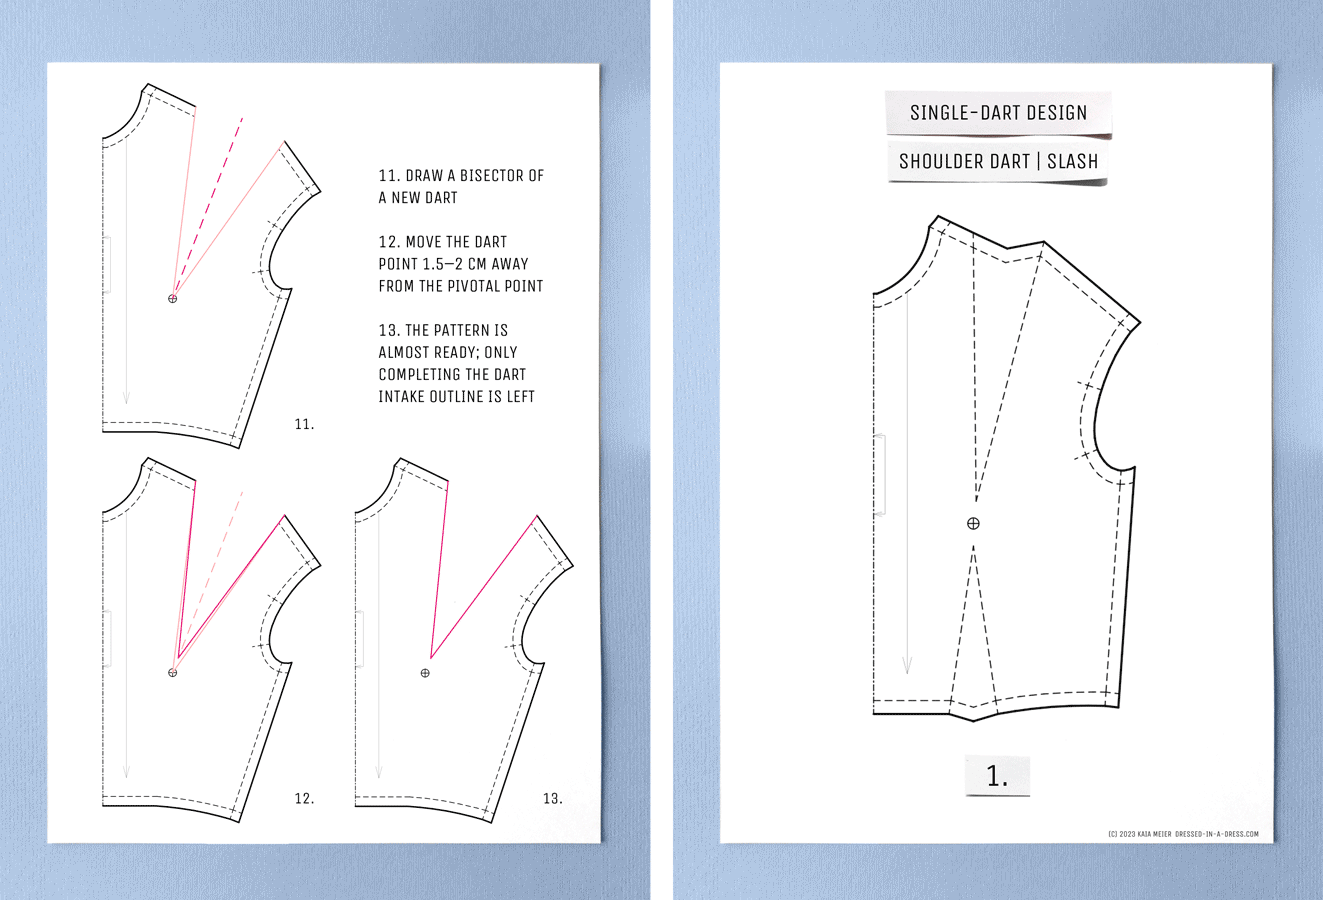 11. DRAW A BISECTOR OF
A NEW DART
12. MOVE THE DART
POINT 1.5–2 CM AWAY
FROM THE PIVOTAL POINT
13. THE PATTERN IS
ALMOST READY; ONLY
COMPLETING THE DART
INTAKE OUTLINE IS LEFT
11.
12.
13.
SINGLE-DART DESIGN
SHOULDER DART | SLASH
1.
(C) 2023 KAIA MEIER DRESSED-IN-A-DRESS.COM